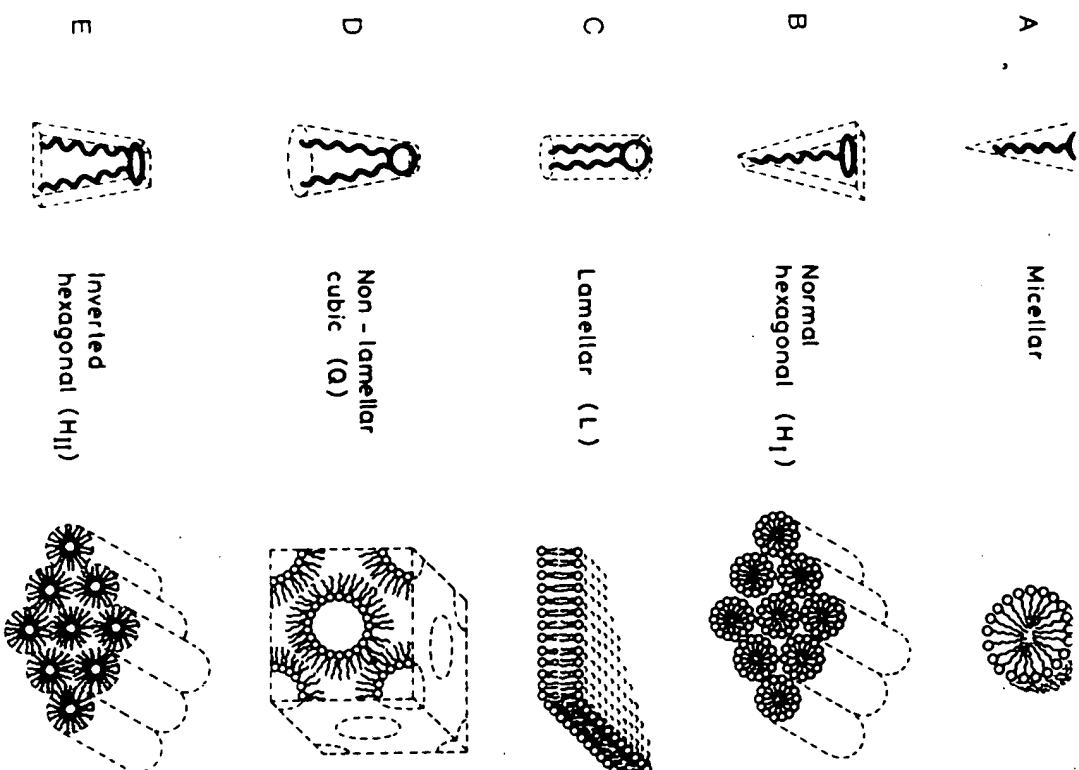 A
Micellar
B
Normal
hexagonal (H_I)
C
Lamellar (L)
D
Non-lamellar
cubic (Q)
E
Inverted
hexagonal (H_II)